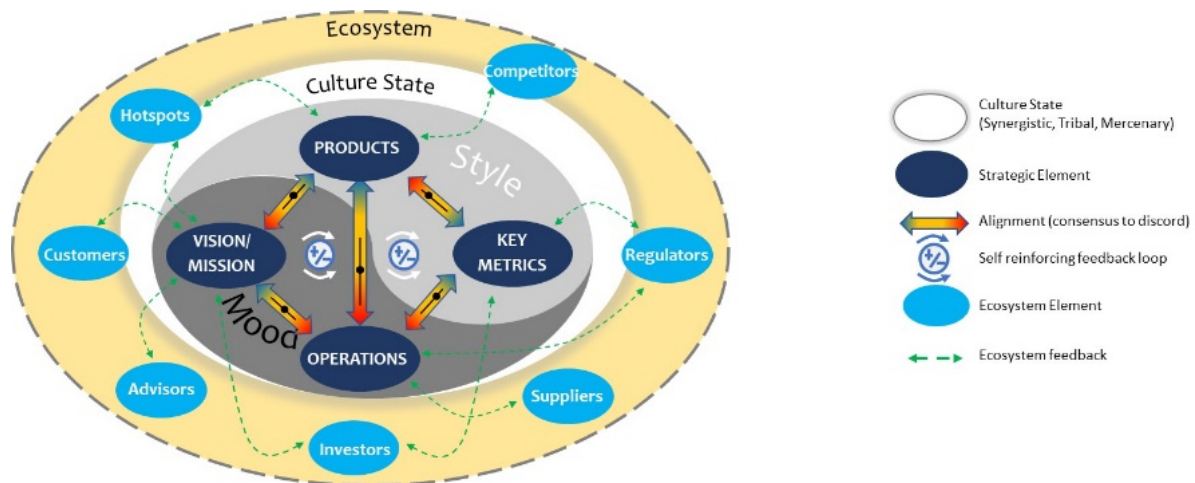 Ecosystem
Culture State
Competitors
Hotspots
PRODUCTS
Style
Customers
VISION/
MISSION
+/-
+/-
KEY
METRICS
Regulators
Mood
OPERATIONS
Advisors
Suppliers
Investors
Culture State
(Synergistic, Tribal, Mercenary)
Strategic Element
Alignment (consensus to discord)
+/-
Self reinforcing feedback loop
Ecosystem Element
Ecosystem feedback